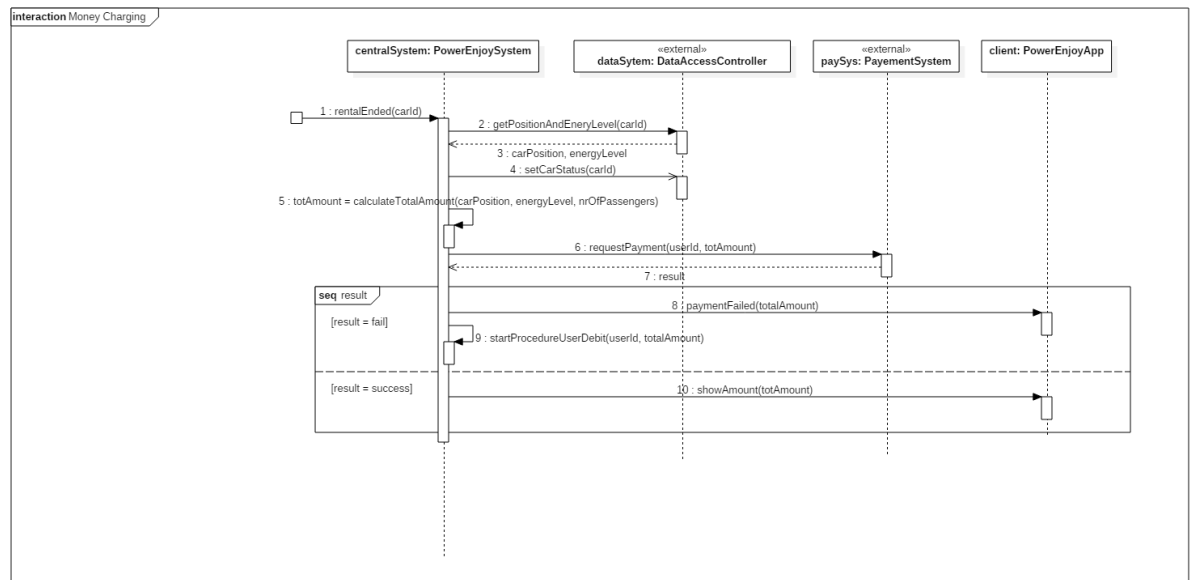 interaction Money Charging
centralSystem: PowerEnjoySystem
«external»
dataSytem: DataAccessController
«external»
paySys: PayementSystem
client: PowerEnjoyApp
1 : rentalEnded(carId)
2 : getPositionAndEneryLevel(carId)
3 : carPosition, energyLevel
4 : setCarStatus(carId)
5 : totAmount = calculateTotalAmount(carPosition, energyLevel, nrOfPassengers)
6 : requestPayment(userId, totAmount)
7 : result
seq result
8 : paymentFailed(totalAmount)
[result = fail]
9 : startProcedureUserDebit(userId, totalAmount)
[result = success]
10 : showAmount(totAmount)